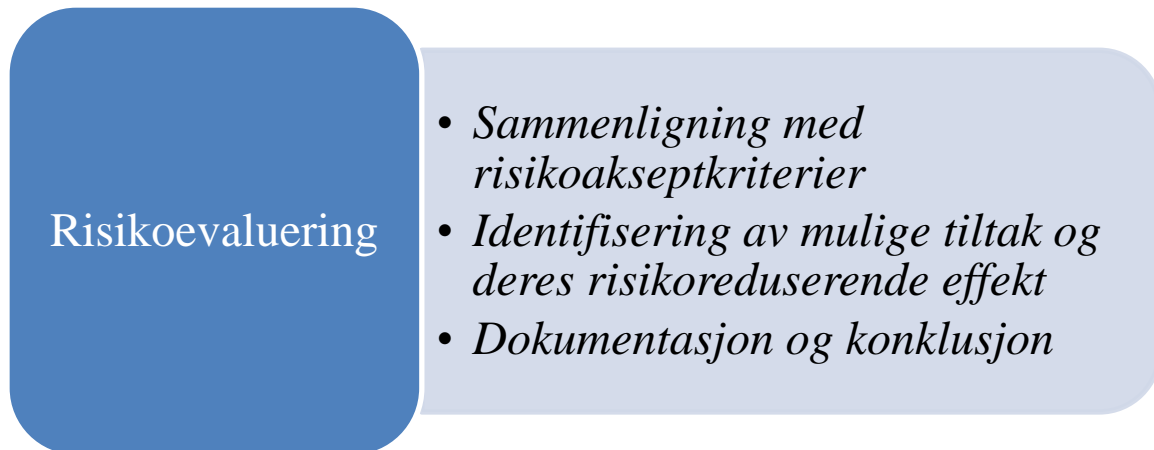 Risikoevaluering
• Sammenligning med
risikoakseptkriterier
• Identifisering av mulige tiltak og
deres risikoreduserende effekt
• Dokumentasjon og konklusjon